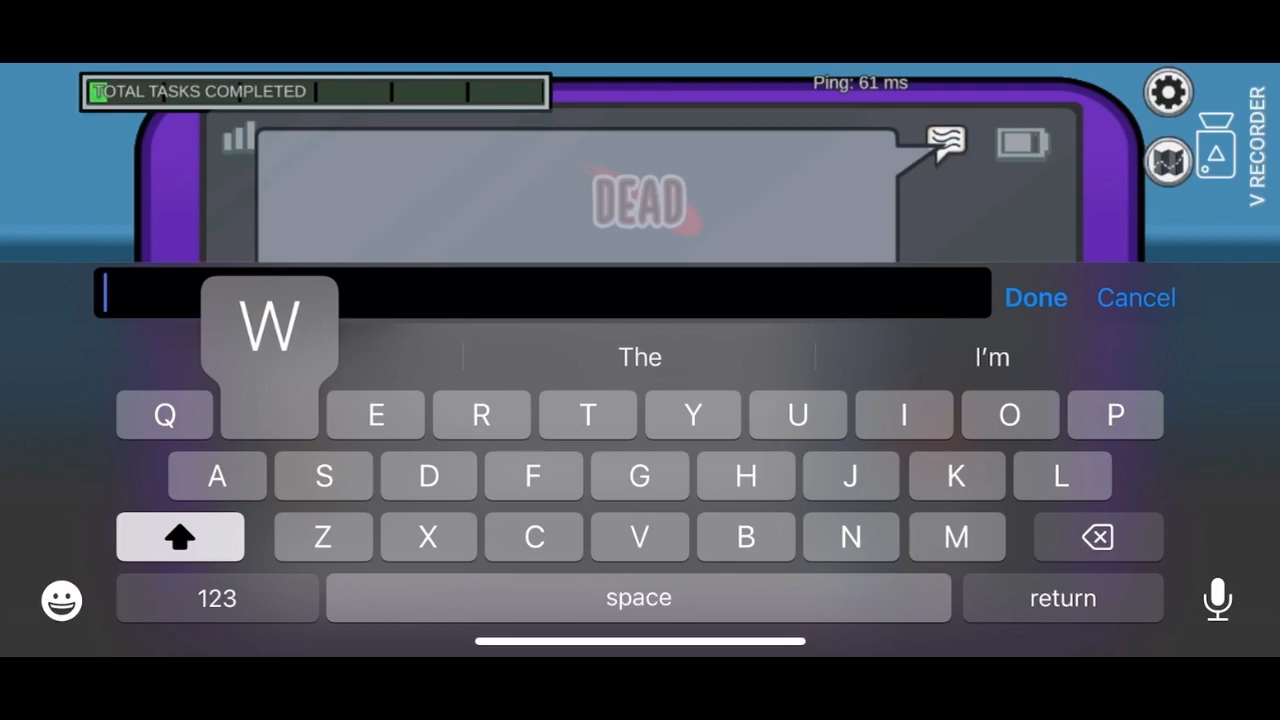 TOTAL TASKS COMPLETED
Ping: 61 ms
V RECORDER
DEAD
Done Cancel
W
The I’m
Q E R T Y U I O P
A S D F G H J K L
Z X C V B N M
123 space return